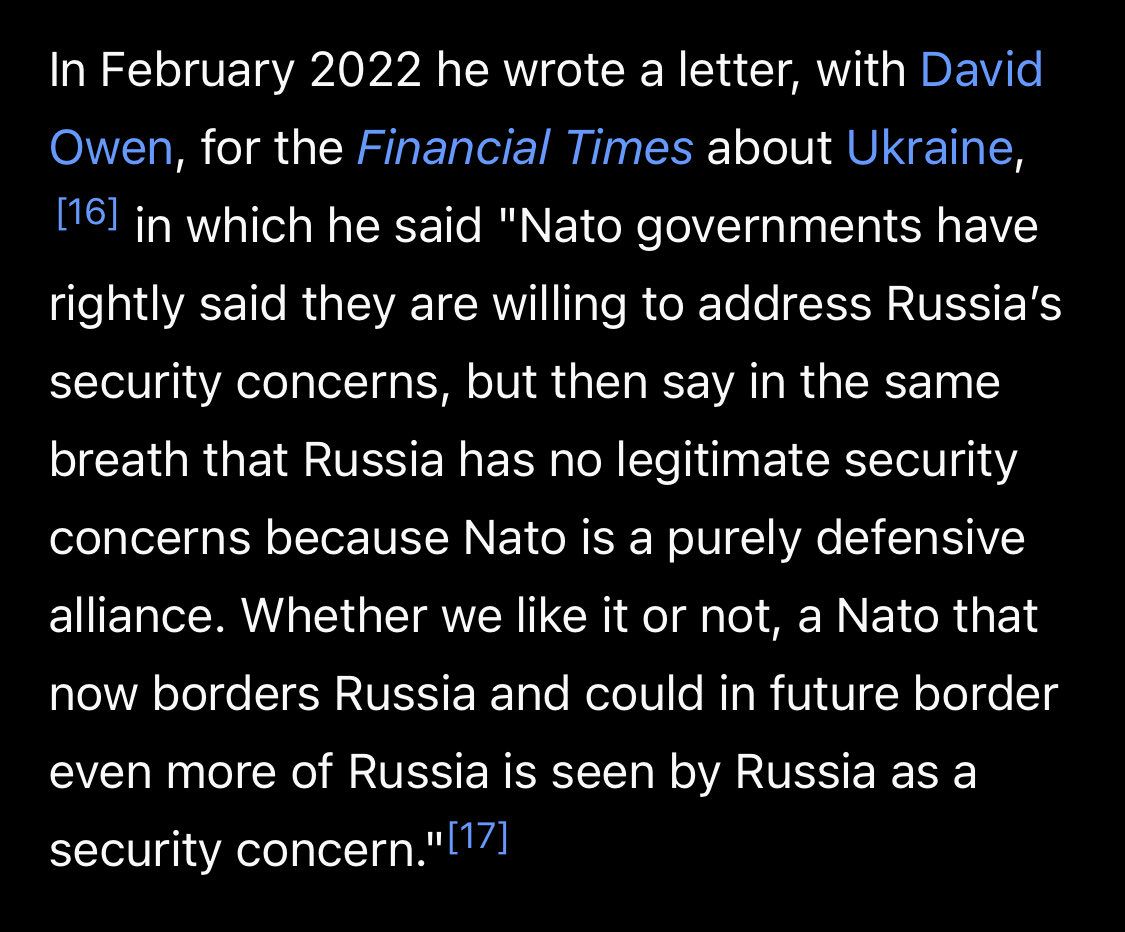 In February 2022 he wrote a letter, with David
Owen, for the Financial Times about Ukraine,
[16] in which he said "Nato governments have
rightly said they are willing to address Russia’s
security concerns, but then say in the same
breath that Russia has no legitimate security
concerns because Nato is a purely defensive
alliance. Whether we like it or not, a Nato that
now borders Russia and could in future border
even more of Russia is seen by Russia as a
security concern."[17]